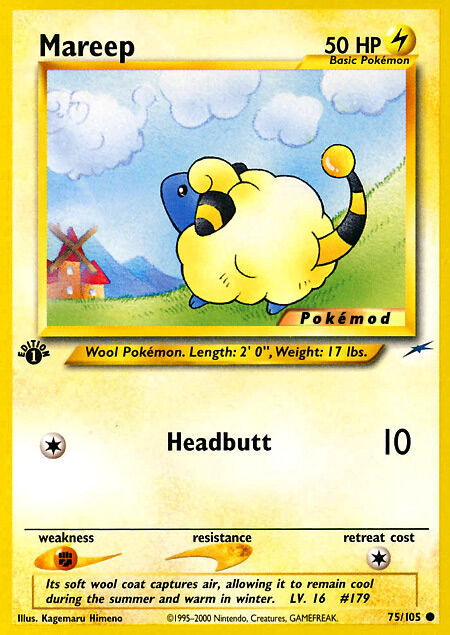 Mareep 50 HP
Basic Pokémon
Pokémod
EDITION
1
Wool Pokémon. Length: 2' 0", Weight: 17 lbs.
Headbutt 10
weakness resistance retreat cost
Its soft wool coat captures air, allowing it to remain cool
during the summer and warm in winter. LV. 16 #179
Illus. Kagemaru Himeno ©1995-2000 Nintendo, Creatures, GAMEFREAK. 75/105